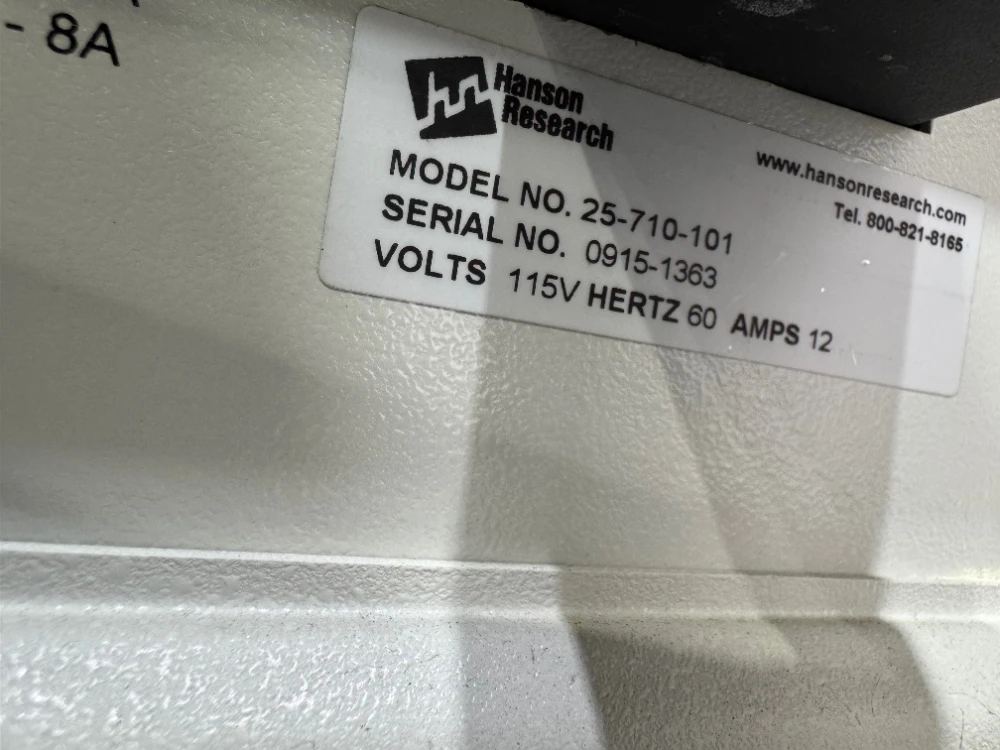 - 8A
Hanson
Research
www.hansonresearch.com
Tel. 800-821-8165
MODEL NO. 25-710-101
SERIAL NO. 0915-1363
VOLTS 115V HERTZ 60 AMPS 12